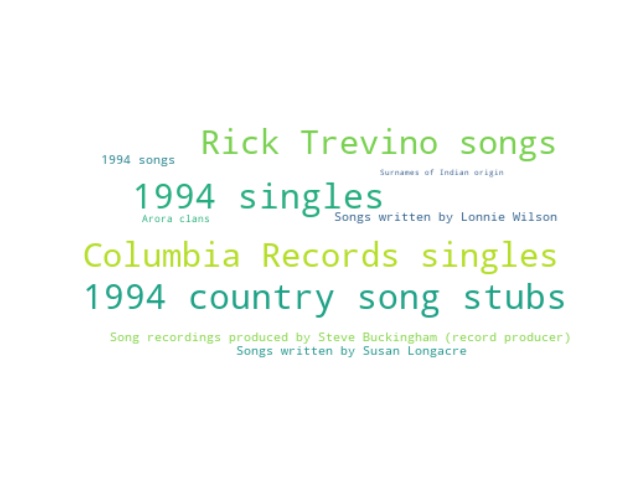 Rick Trevino songs
1994 songs
Surnames of Indian origin
1994 singles
Arora clans
Songs written by Lonnie Wilson
Columbia Records singles
1994 country song stubs
Song recordings produced by Steve Buckingham (record producer)
Songs written by Susan Longacre